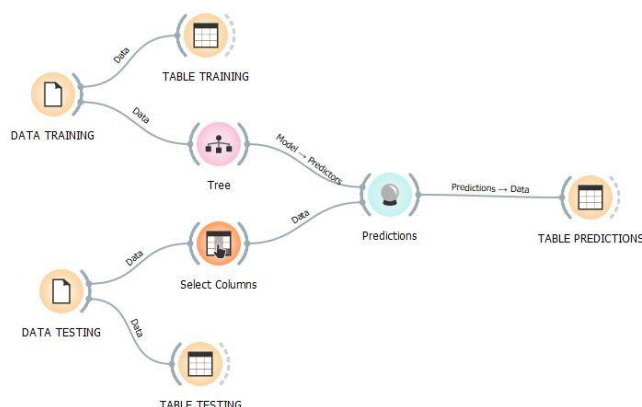 Data
TABLE TRAINING
DATA TRAINING
Data
Tree
Model → Predictors
Predictions
Predictions → Data
TABLE PREDICTIONS
Data
Data
Select Columns
DATA TESTING
Data
TABLE TESTING